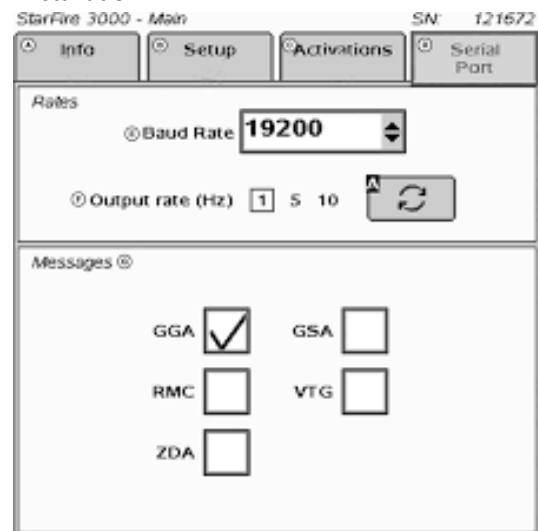 StarFire 3000 - Main SN: 121672
A Info B Setup C Activations D Serial Port
Rates
E Baud Rate 19200
F Output rate (Hz) 1 5 10 A
Messages G
GGA GSA
RMC VTG
ZDA